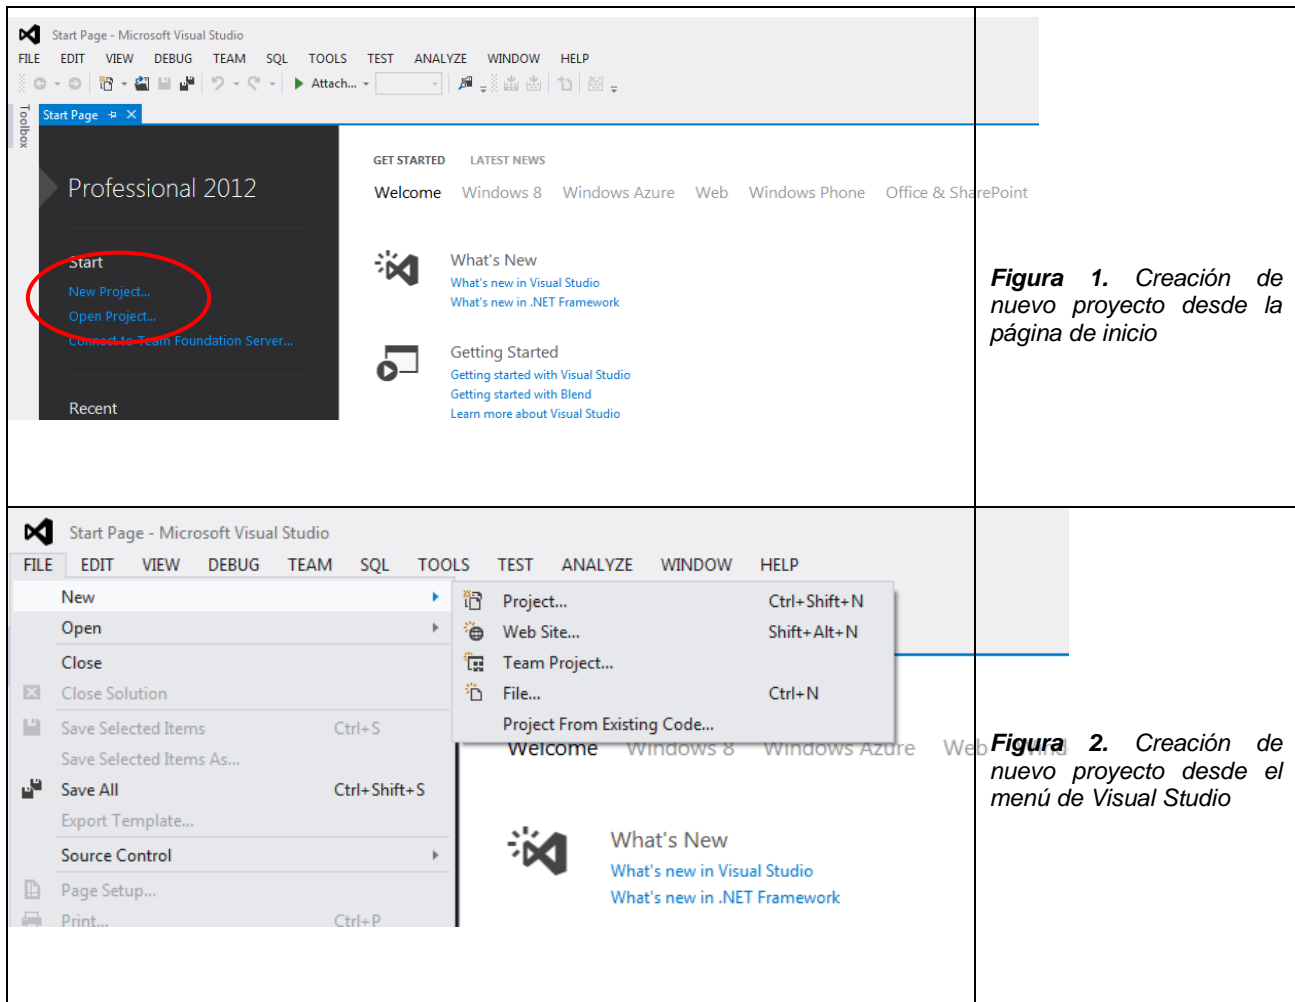 Start Page - Microsoft Visual Studio
FILE EDIT VIEW DEBUG TEAM SQL TOOLS TEST ANALYZE WINDOW HELP
Attach...
Toolbox
Start Page
GET STARTED LATEST NEWS
Professional 2012
Welcome Windows 8 Windows Azure Web Windows Phone Office & SharePoint
Start
New Project...
Open Project...
Connect to Team Foundation Server...
Recent
What's New
What's new in Visual Studio
What's new in .NET Framework
Getting Started
Getting started with Visual Studio
Getting started with Blend
Learn more about Visual Studio
Figura 1. Creación de
nuevo proyecto desde la
página de inicio
Start Page - Microsoft Visual Studio
FILE EDIT VIEW DEBUG TEAM SQL TOOLS TEST ANALYZE WINDOW HELP
New
Open
Close
Close Solution
Save Selected Items Ctrl+S
Save Selected Items As...
Save All Ctrl+Shift+S
Export Template...
Source Control
Page Setup...
Print... Ctrl+P
Project... Ctrl+Shift+N
Web Site... Shift+Alt+N
Team Project...
File... Ctrl+N
Project From Existing Code...
Welcome Windows 8 Windows Azure Web
What's New
What's new in Visual Studio
What's new in .NET Framework
Figura 2. Creación de
nuevo proyecto desde el
menú de Visual Studio